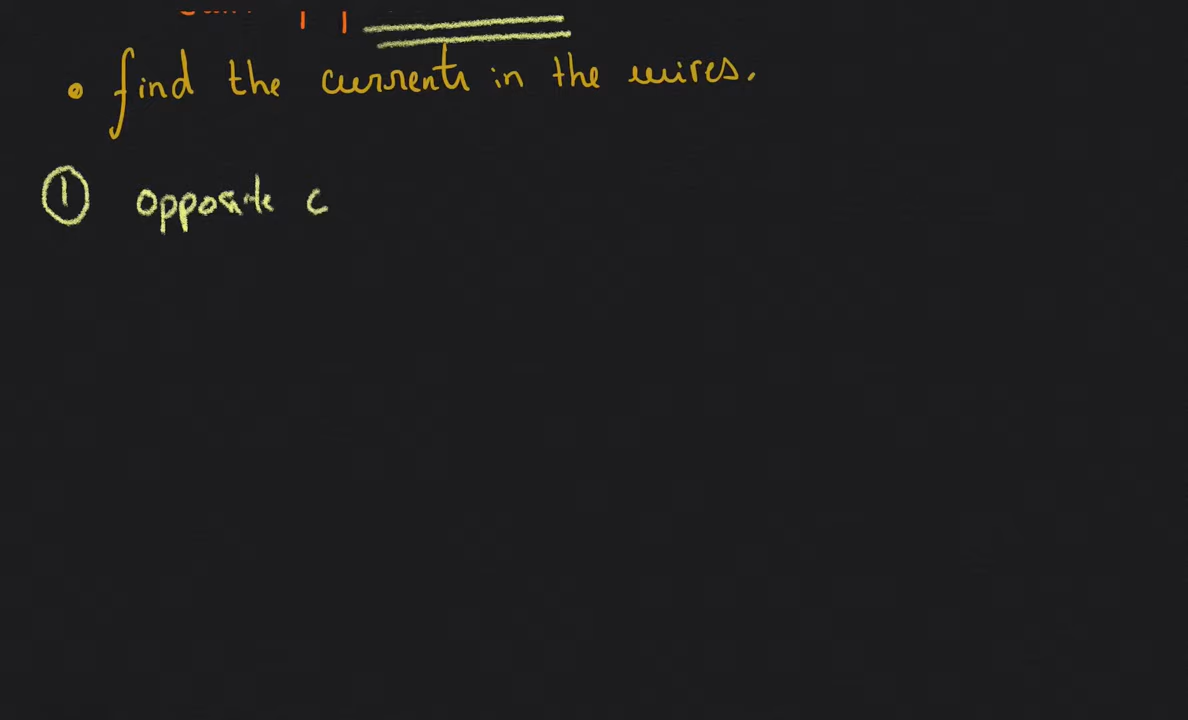 • find the currents in the wires.
① opposite c